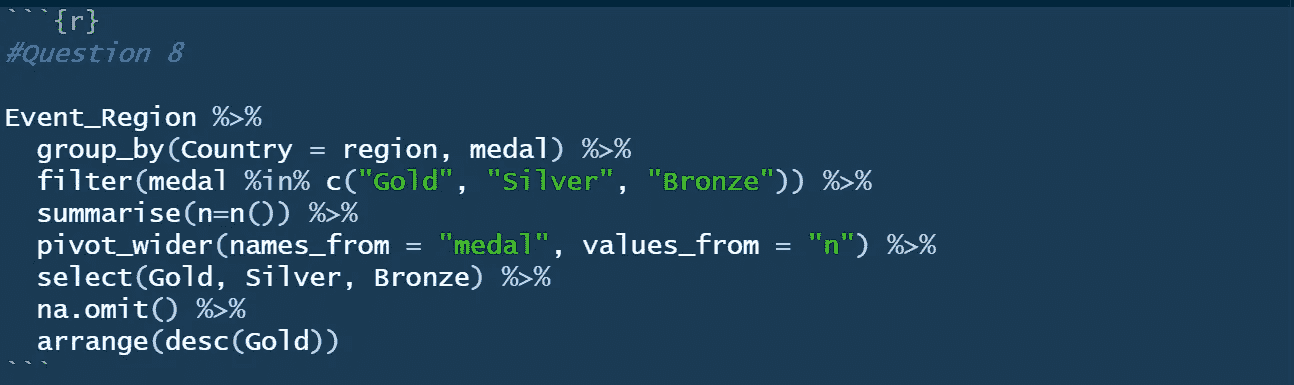 ```{r}
#Question 8

Event_Region %>%
  group_by(Country = region, medal) %>%
  filter(medal %in% c("Gold", "Silver", "Bronze")) %>%
  summarise(n=n()) %>%
  pivot_wider(names_from = "medal", values_from = "n") %>%
  select(Gold, Silver, Bronze) %>%
  na.omit() %>%
  arrange(desc(Gold))
```